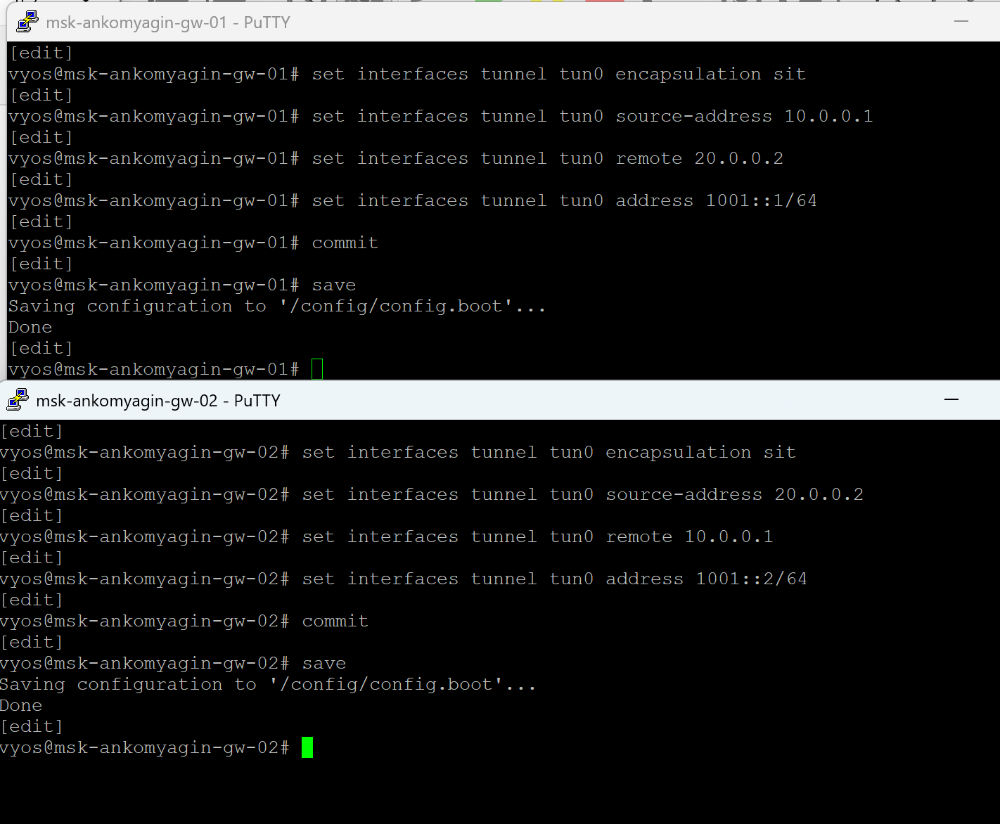 msk-ankomyagin-gw-01 - PuTTY
[edit]
vyos@msk-ankomyagin-gw-01# set interfaces tunnel tun0 encapsulation sit
[edit]
vyos@msk-ankomyagin-gw-01# set interfaces tunnel tun0 source-address 10.0.0.1
[edit]
vyos@msk-ankomyagin-gw-01# set interfaces tunnel tun0 remote 20.0.0.2
[edit]
vyos@msk-ankomyagin-gw-01# set interfaces tunnel tun0 address 1001::1/64
[edit]
vyos@msk-ankomyagin-gw-01# commit
[edit]
vyos@msk-ankomyagin-gw-01# save
Saving configuration to '/config/config.boot'...
Done
[edit]
vyos@msk-ankomyagin-gw-01#
msk-ankomyagin-gw-02 - PuTTY
[edit]
vyos@msk-ankomyagin-gw-02# set interfaces tunnel tun0 encapsulation sit
[edit]
vyos@msk-ankomyagin-gw-02# set interfaces tunnel tun0 source-address 20.0.0.2
[edit]
vyos@msk-ankomyagin-gw-02# set interfaces tunnel tun0 remote 10.0.0.1
[edit]
vyos@msk-ankomyagin-gw-02# set interfaces tunnel tun0 address 1001::2/64
[edit]
vyos@msk-ankomyagin-gw-02# commit
[edit]
vyos@msk-ankomyagin-gw-02# save
Saving configuration to '/config/config.boot'...
Done
[edit]
vyos@msk-ankomyagin-gw-02#